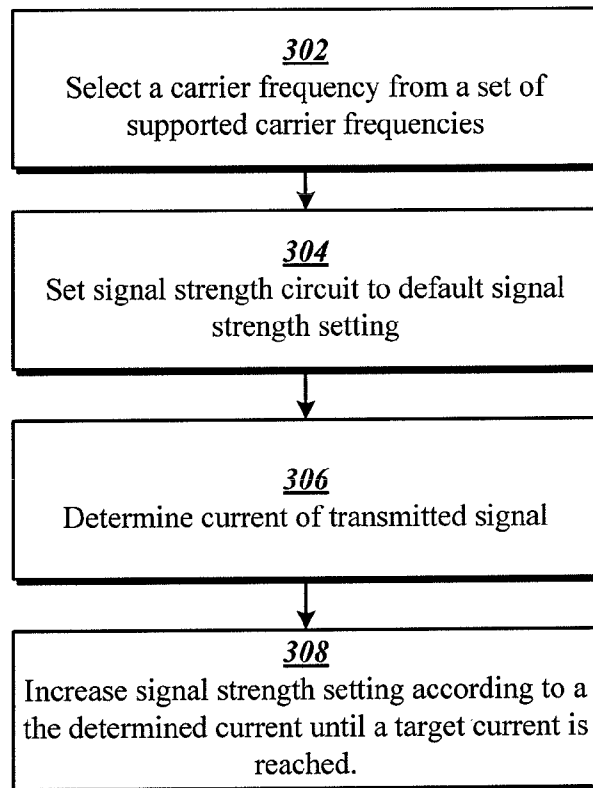 302
Select a carrier frequency from a set of
supported carrier frequencies
304
Set signal strength circuit to default signal
strength setting
306
Determine current of transmitted signal
308
Increase signal strength setting according to a
the determined current until a target current is
reached.